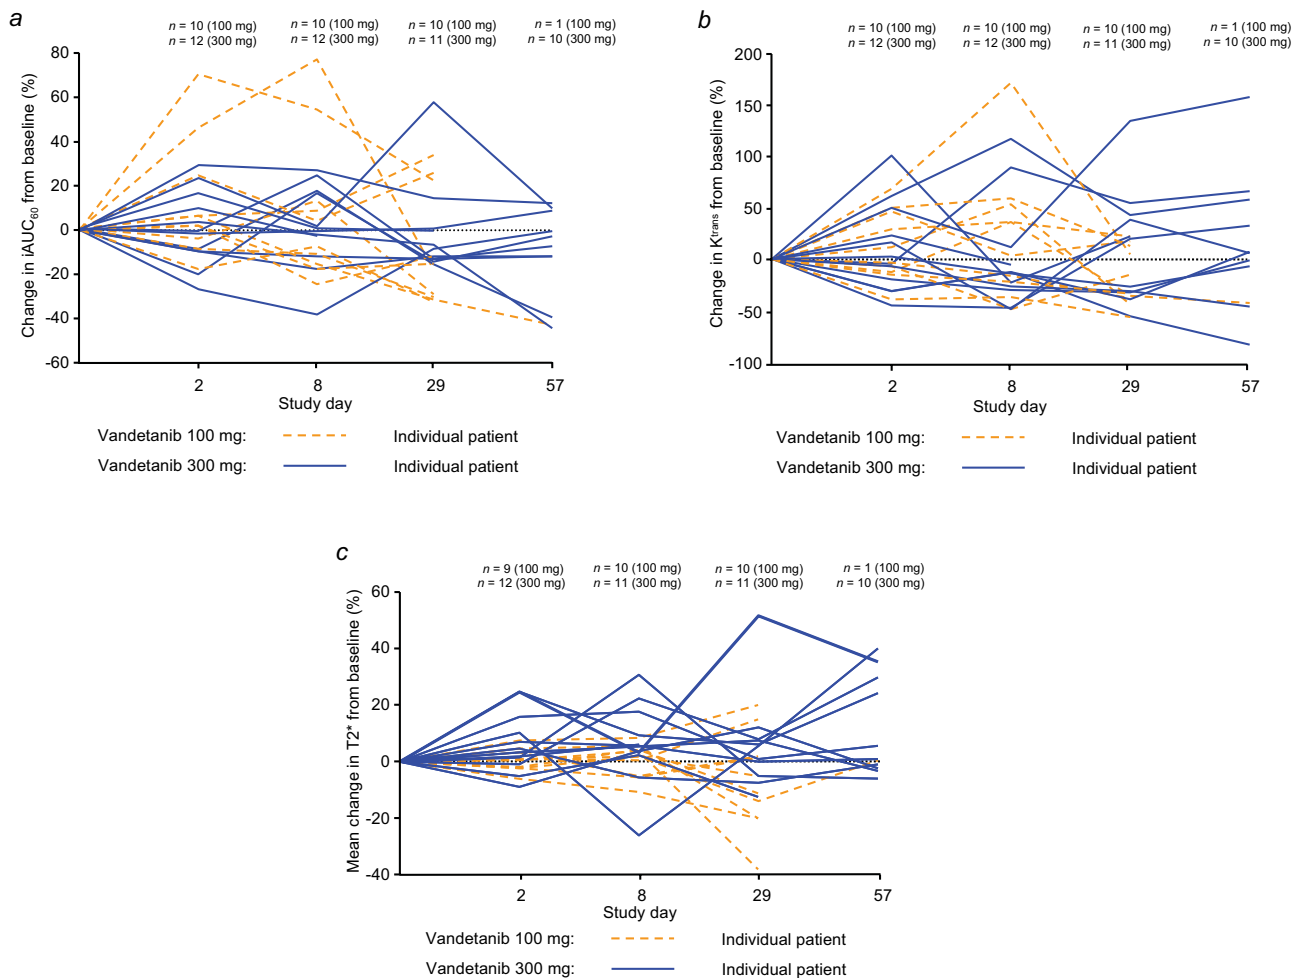 a
n = 10 (100 mg) n = 10 (100 mg) n = 10 (100 mg) n = 1 (100 mg)
n = 12 (300 mg) n = 12 (300 mg) n = 11 (300 mg) n = 10 (300 mg)
Change in iAUC60 from baseline (%)
80
60
40
20
0
-20
-40
-60
2 8 29 57
Study day
Vandetanib 100 mg: Individual patient
Vandetanib 300 mg: Individual patient
b
n = 10 (100 mg) n = 10 (100 mg) n = 10 (100 mg) n = 1 (100 mg)
n = 12 (300 mg) n = 12 (300 mg) n = 11 (300 mg) n = 10 (300 mg)
Change in Ktrans from baseline (%)
200
150
100
50
0
-50
-100
2 8 29 57
Study day
Vandetanib 100 mg: Individual patient
Vandetanib 300 mg: Individual patient
c
n = 9 (100 mg) n = 10 (100 mg) n = 10 (100 mg) n = 1 (100 mg)
n = 12 (300 mg) n = 11 (300 mg) n = 11 (300 mg) n = 10 (300 mg)
Mean change in T2* from baseline (%)
60
40
20
0
-20
-40
2 8 29 57
Study day
Vandetanib 100 mg: Individual patient
Vandetanib 300 mg: Individual patient